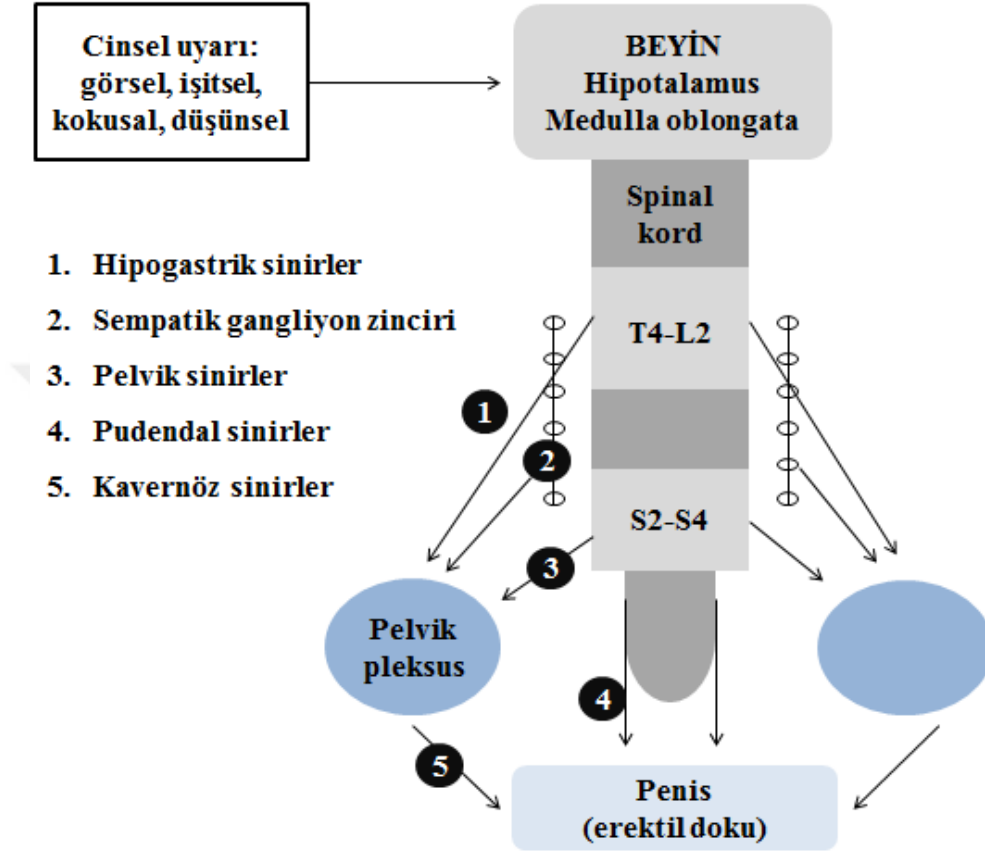 Cinsel uyarı:
görsel, işitsel,
kokusal, düşünsel
BEYİN
Hipotalamus
Medulla oblongata
Spinal
kord
1. Hipogastrik sinirler
2. Sempatik gangliyon zinciri
3. Pelvik sinirler
4. Pudendal sinirler
5. Kavernöz sinirler
T4-L2
1
2
S2-S4
3
Pelvik
pleksus
4
5
Penis
(erektil doku)